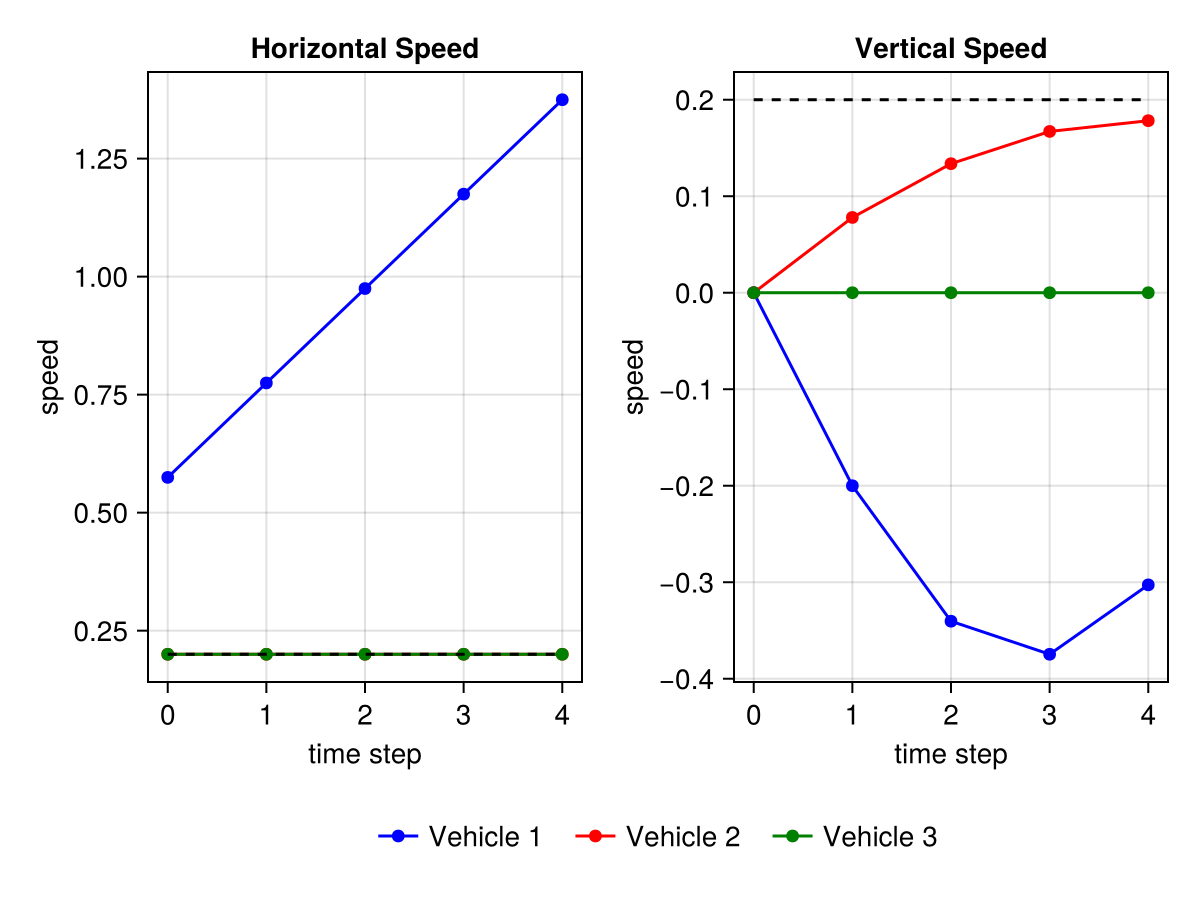 Horizontal Speed
speed
1.25
1.00
0.75
0.50
0.25
0 1 2 3 4
time step
Vertical Speed
speed
0.2
0.1
0.0
−0.1
−0.2
−0.3
−0.4
0 1 2 3 4
time step
Vehicle 1 Vehicle 2 Vehicle 3